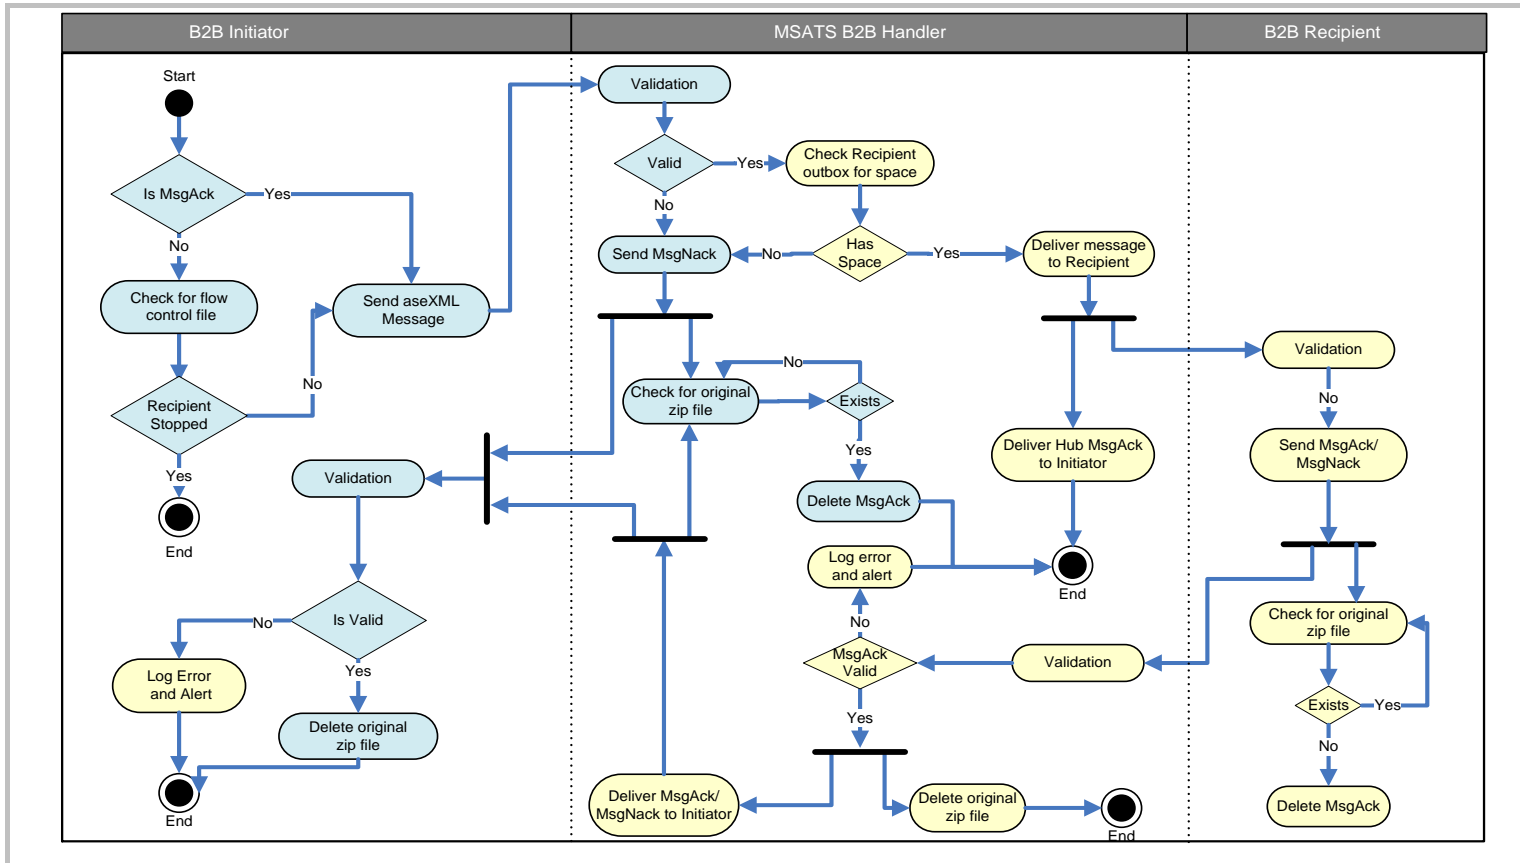 B2B Initiator
MSATS B2B Handler
B2B Recipient
Start
Is MsgAck
Yes
No
Check for flow
control file
Send aseXML
Message
No
Recipient
Stopped
Yes
End
Validation
Is Valid
No
Yes
Log Error
and Alert
Delete original
zip file
End
Validation
Valid
Yes
Check Recipient
outbox for space
No
Send MsgNack
No
Has
Space
Yes
Deliver message
to Recipient
No
Check for original
zip file
Exists
Yes
Delete MsgAck
Deliver Hub MsgAck
to Initiator
Log error
and alert
End
No
MsgAck
Valid
Validation
Yes
Deliver MsgAck/
MsgNack to Initiator
Delete original
zip file
End
Validation
No
Send MsgAck/
MsgNack
Check for original
zip file
Exists
Yes
No
Delete MsgAck